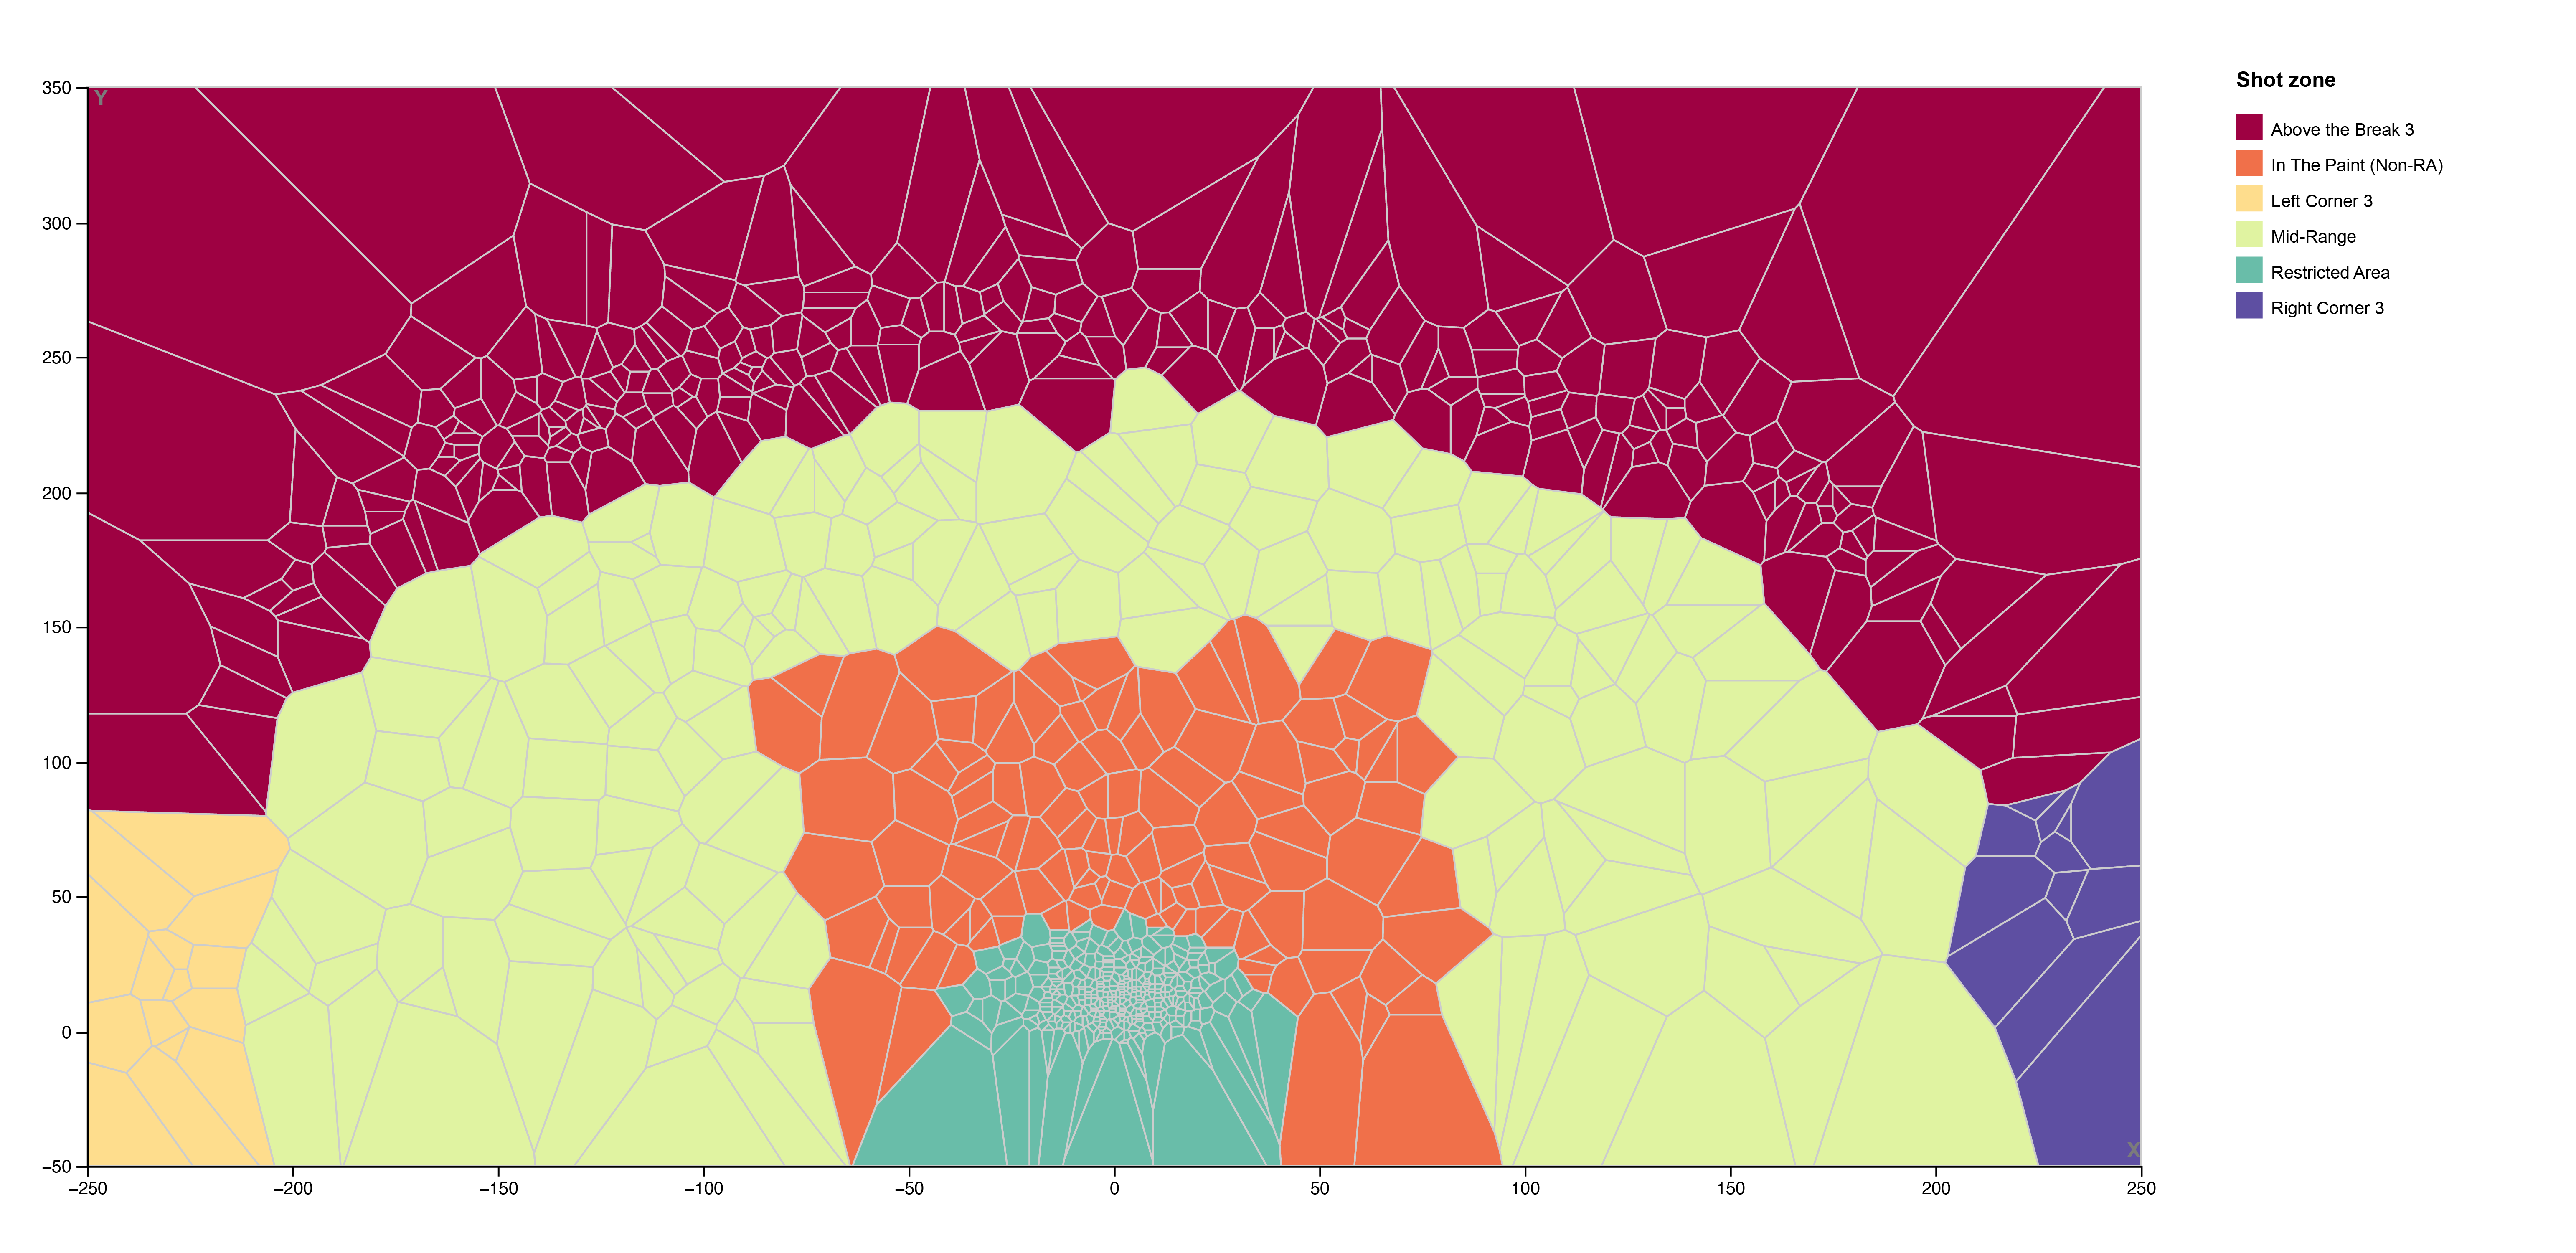 Shot zone
Above the Break 3
In The Paint (Non-RA)
Left Corner 3
Mid-Range
Restricted Area
Right Corner 3
Y
350
300
250
200
150
100
50
0
−50
X
−250
−200
−150
−100
−50
0
50
100
150
200
250